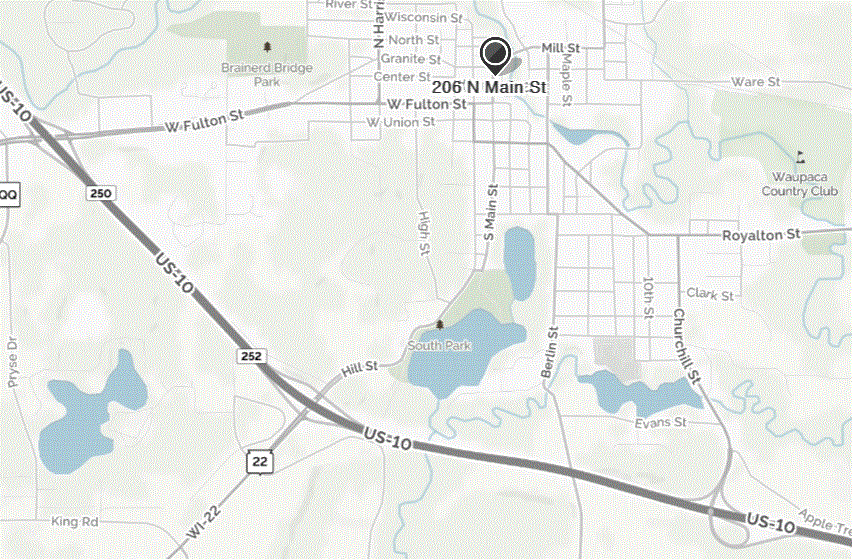 River St
Wisconsin St
N Harri
North St
Mill St
Granite St
Brainerd Bridge
Park
Center St
Maple St
Ware St
206 N Main St
US-10
W Fulton St
W Fulton St
W Union St
Waupaca
Country Club
250
QQ
S Main St
High St
Royalton St
US-10
10th St
Clark St
Churchill St
South Park
Berlin St
Pryse Dr
252
Hill St
Evans St
US-10
22
WI-22
King Rd
US-10
Apple Tre